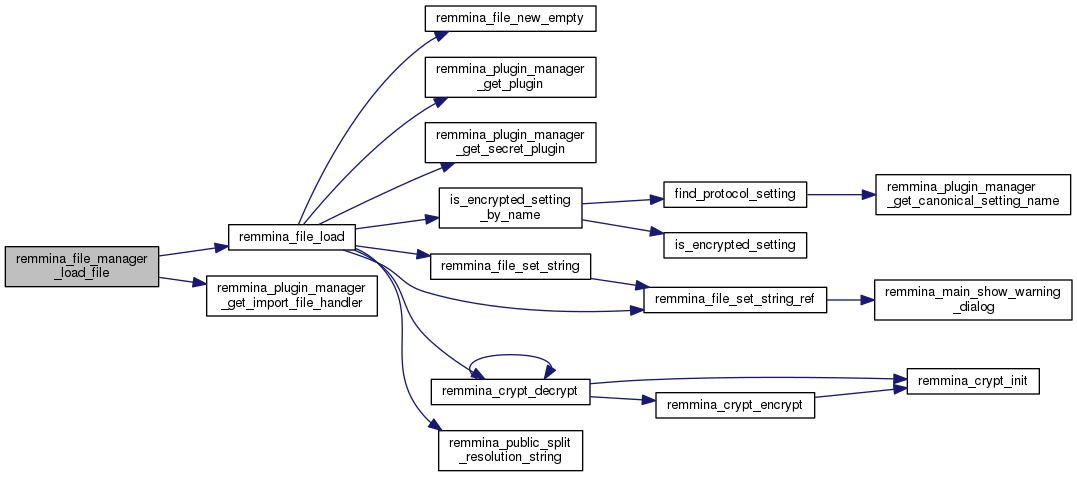 remmina_file_new_empty
remmina_plugin_manager
_get_plugin
remmina_plugin_manager
_get_secret_plugin
is_encrypted_setting
_by_name
find_protocol_setting
remmina_plugin_manager
_get_canonical_setting_name
is_encrypted_setting
remmina_file_load
remmina_file_manager
_load_file
remmina_plugin_manager
_get_import_file_handler
remmina_file_set_string
remmina_file_set_string_ref
remmina_main_show_warning
_dialog
remmina_crypt_decrypt
remmina_crypt_init
remmina_crypt_encrypt
remmina_public_split
_resolution_string